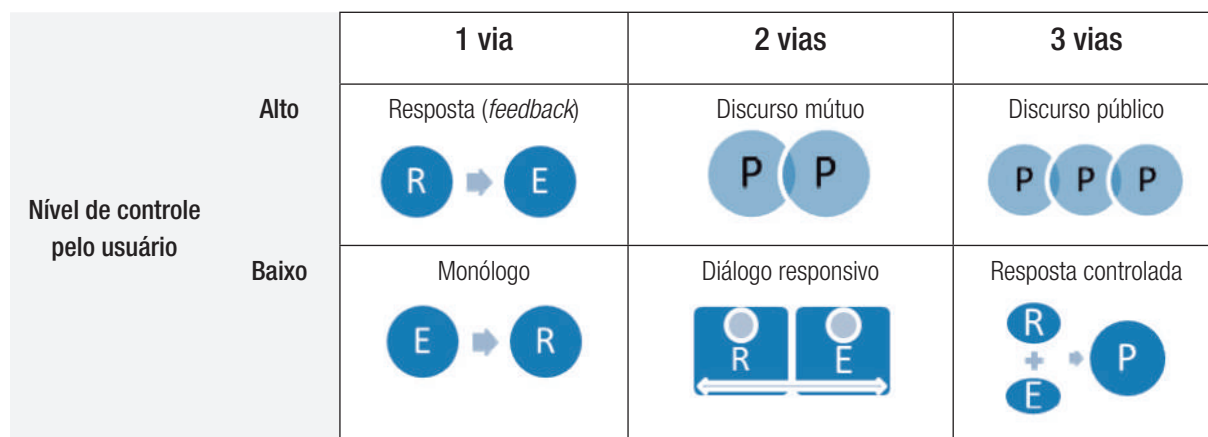 1 via 2 vias 3 vias
Alto
Resposta (feedback) Discurso mútuo Discurso público
R E P P P P P
Nível de controle
pelo usuário
Baixo
Monólogo Diálogo responsivo Resposta controlada
E R R E R
P
E